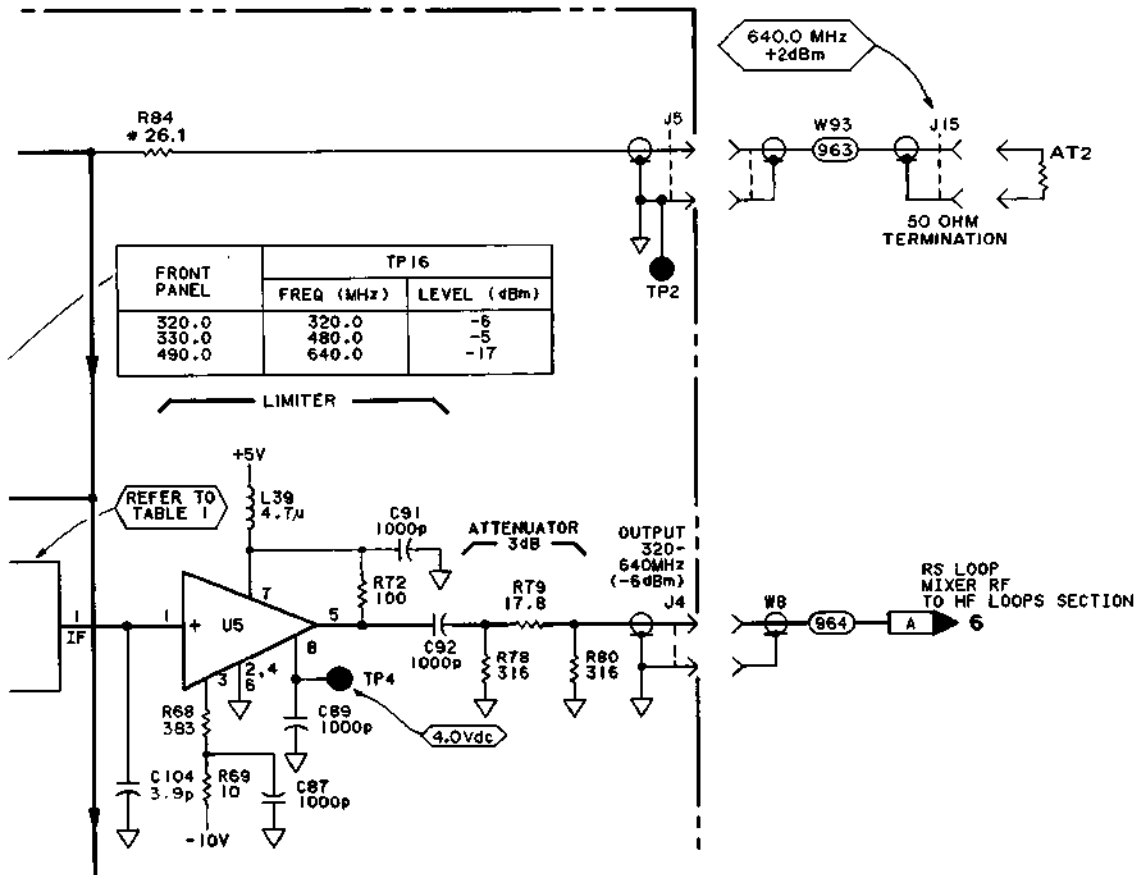 640.0 MHz
+2dBm
R84
* 26.1
J5
W93
963
J15
AT2
50 OHM
TERMINATION
TP2
FRONT PANEL
TP16
FREQ (MHz)
LEVEL (dBm)
320.0 320.0 -6
330.0 480.0 -5
490.0 640.0 -17
LIMITER
+5V
REFER TO
TABLE 1
L39
4.7μ
C91
1000p
ATTENUATOR
3dB
OUTPUT
320-
640MHz
(-6dBm)
RS LOOP
MIXER RF
TO HF LOOPS SECTION
R72
100
R79
17.8
J4
W8
964
A
6
7
1
IF
1
+
U5
5
8
C92
1000p
R78
316
R80
316
3
2,4
6
TP4
R68
383
C89
1000p
4.0Vdc
C104
3.9p
R69
10
C87
1000p
-10V